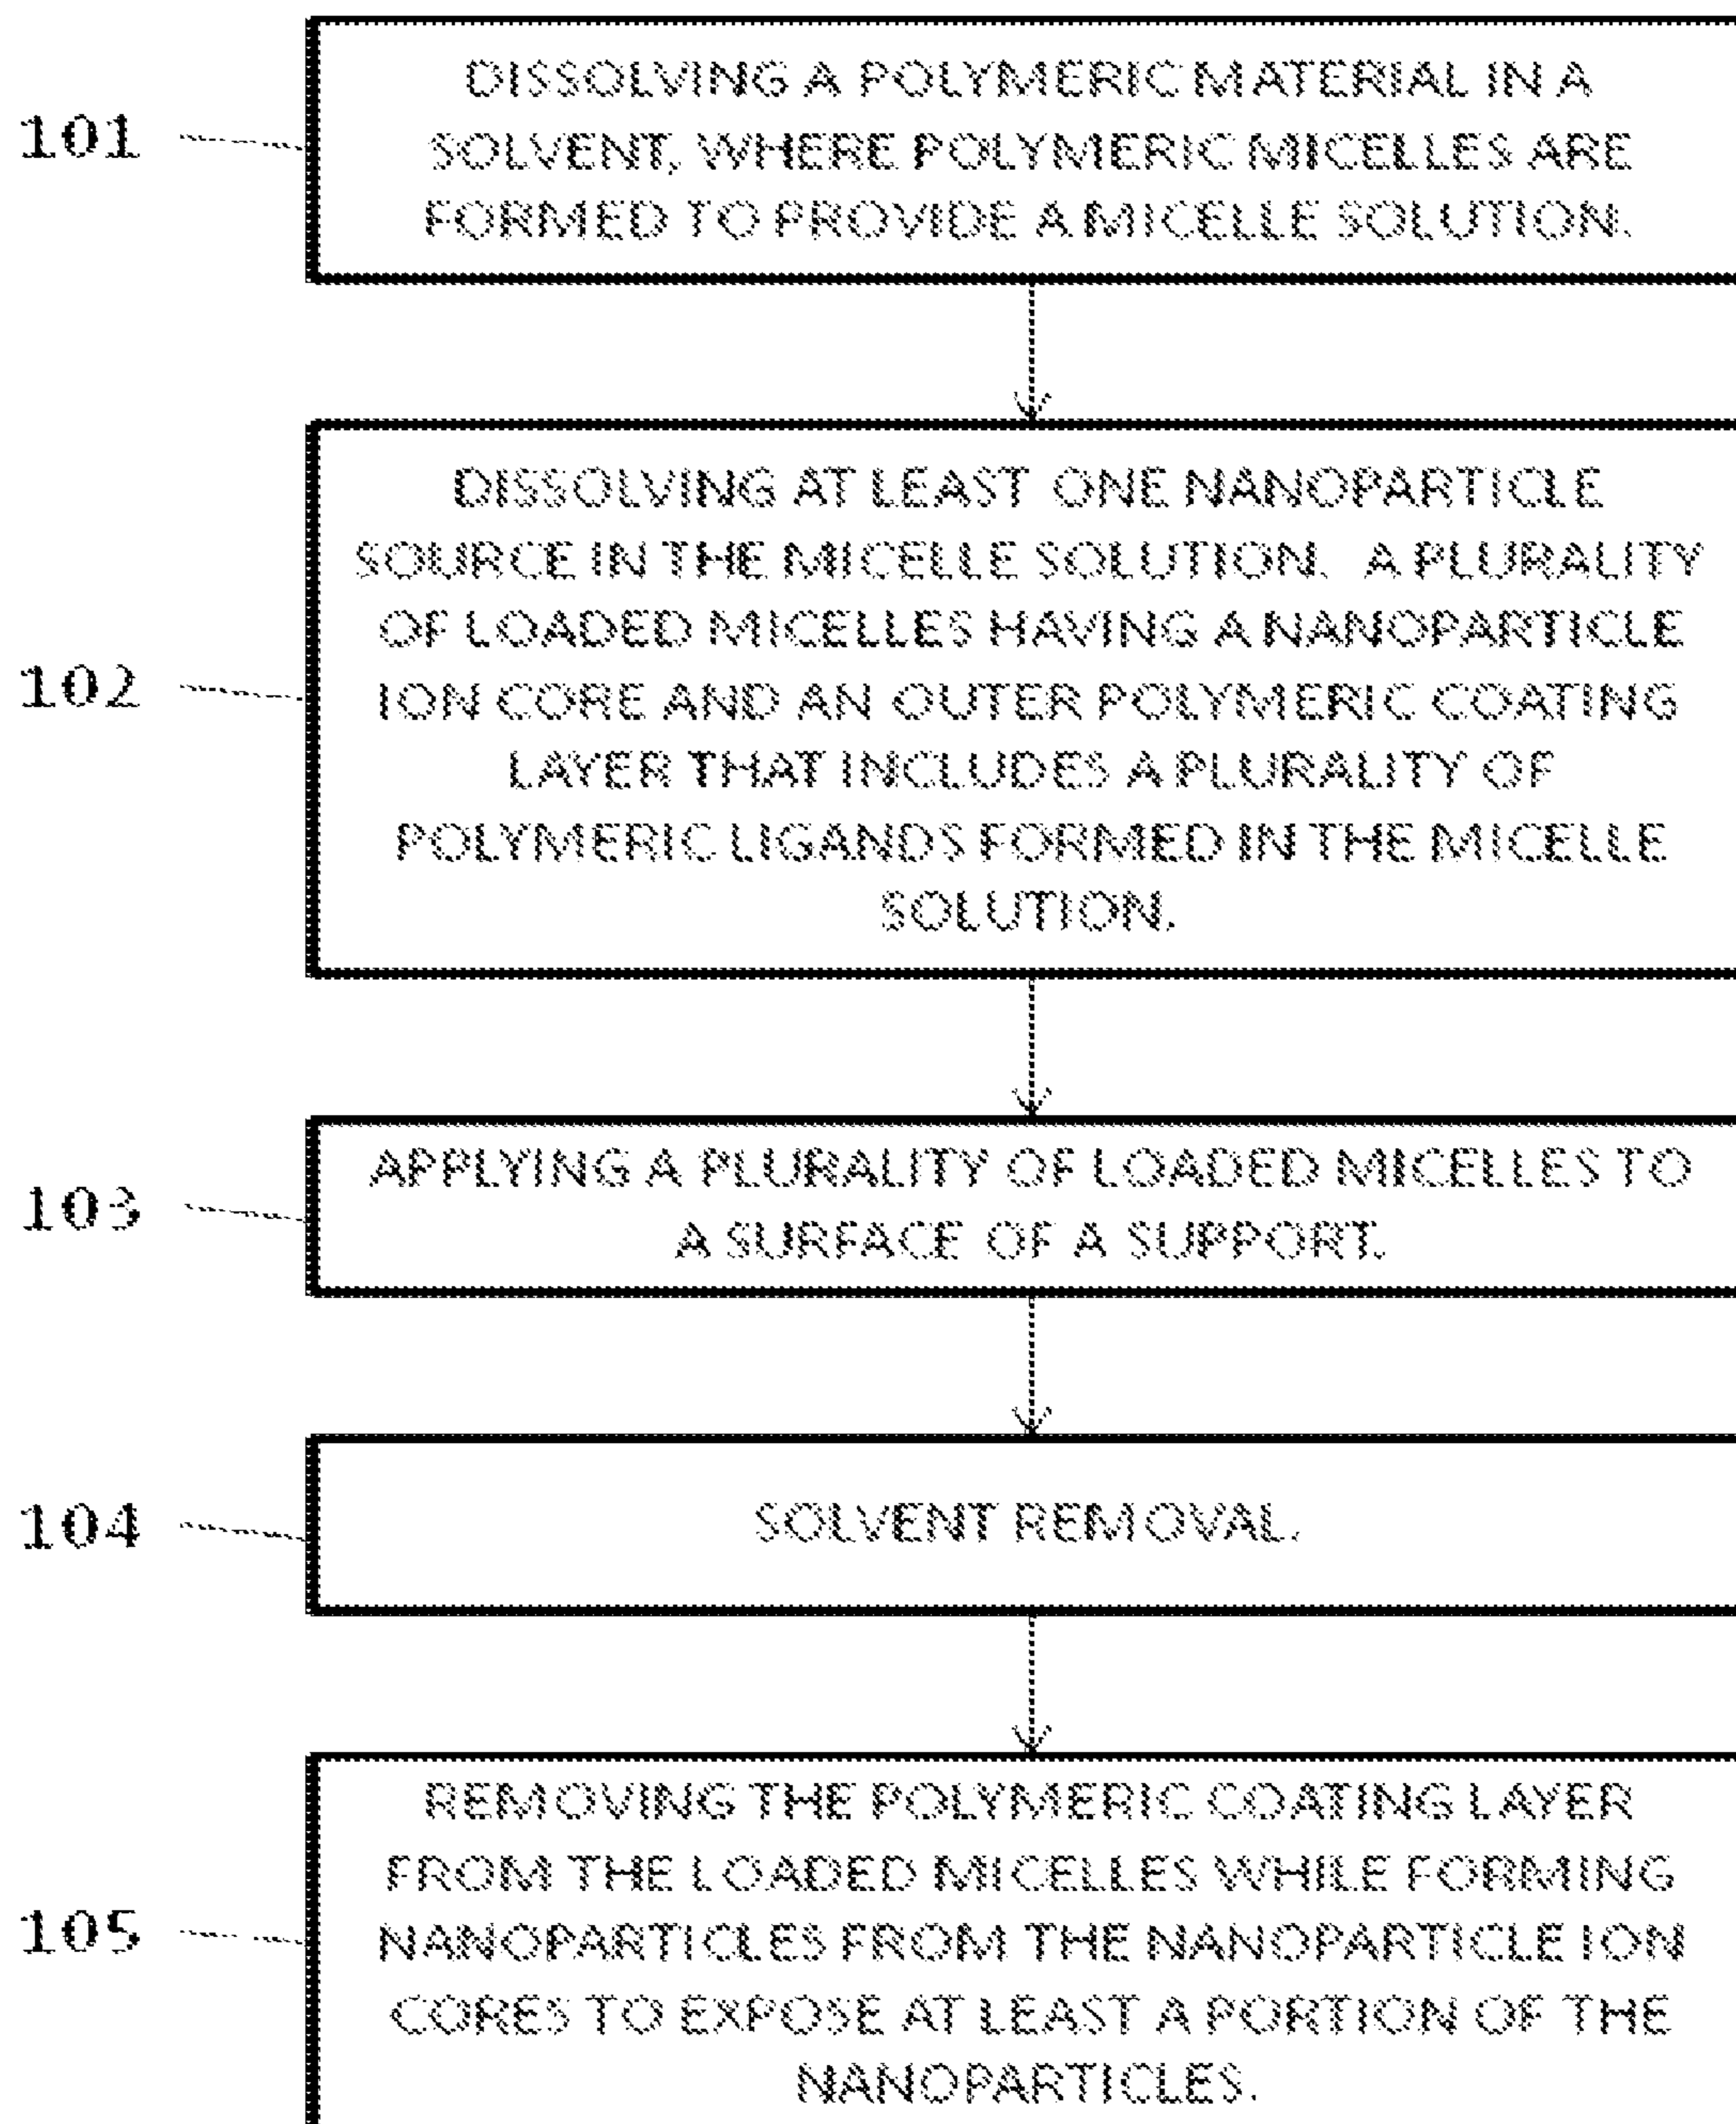 101
DISSOLVING A POLYMERIC MATERIAL IN A
SOLVENT, WHERE POLYMERIC MICELLES ARE
FORMED TO PROVIDE A MICELLE SOLUTION.
102
DISSOLVING AT LEAST ONE NANOPARTICLE
SOURCE IN THE MICELLE SOLUTION. A PLURALITY
OF LOADED MICELLES HAVING A NANOPARTICLE
ION CORE AND AN OUTER POLYMERIC COATING
LAYER THAT INCLUDES A PLURALITY OF
POLYMERIC LIGANDS FORMED IN THE MICELLE
SOLUTION.
103
APPLYING A PLURALITY OF LOADED MICELLES TO
A SURFACE OF A SUPPORT.
104
SOLVENT REMOVAL.
105
REMOVING THE POLYMERIC COATING LAYER
FROM THE LOADED MICELLES WHILE FORMING
NANOPARTICLES FROM THE NANOPARTICLE ION
CORES TO EXPOSE AT LEAST A PORTION OF THE
NANOPARTICLES.